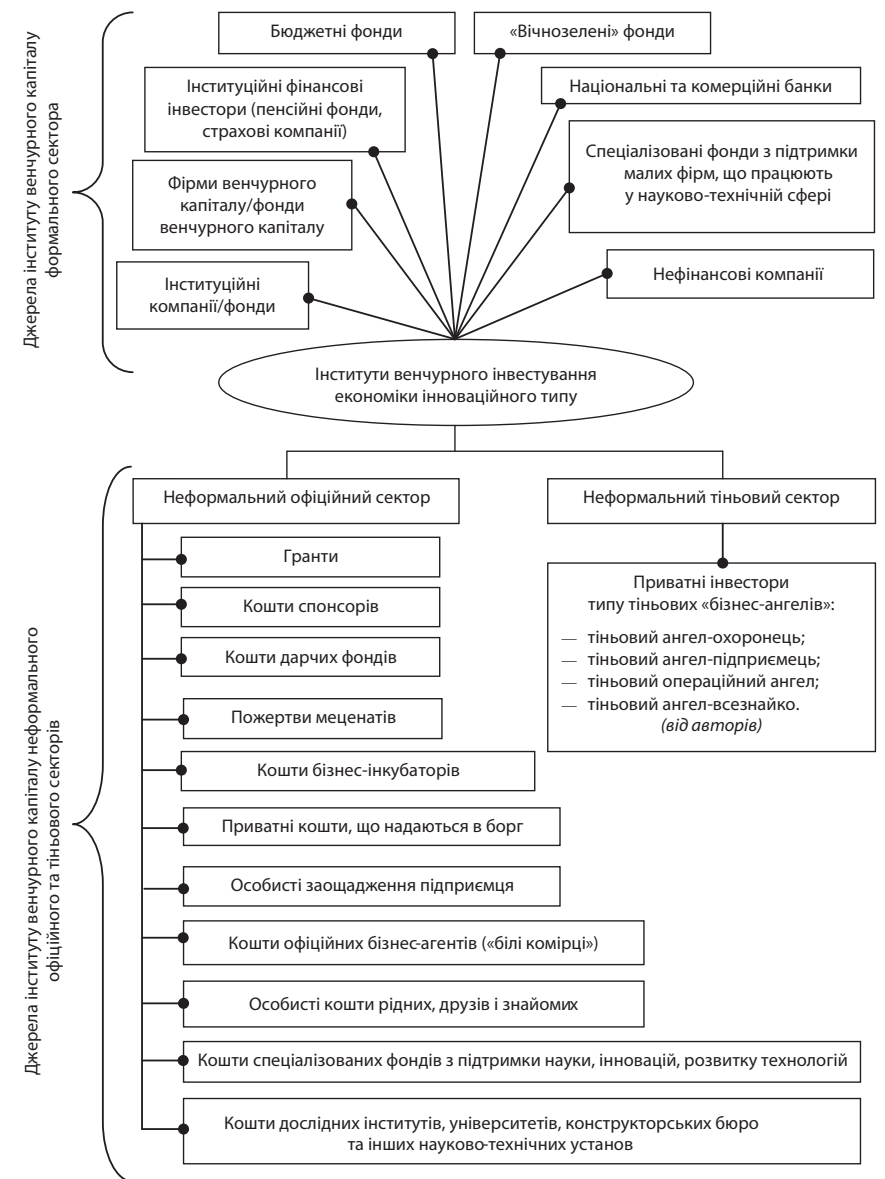 Джерела інституту венчурного капіталу
формального сектора
Бюджетні фонди
«Вічнозелені» фонди
Інституційні фінансові
інвестори (пенсійні фонди,
страхові компанії)
Національні та комерційні банки
Фірми венчурного
капіталу/фонди
венчурного капіталу
Спеціалізовані фонди з підтримки
малих фірм, що працюють
у науково-технічній сфері
Інституційні
компанії/фонди
Нефінансові компанії
Інститути венчурного інвестування
економіки інноваційного типу
Джерела інституту венчурного капіталу неформального
офіційного та тіньового секторів
Неформальний офіційний сектор
Гранти
Кошти спонсорів
Кошти дарчих фондів
Пожертви меценатів
Кошти бізнес-інкубаторів
Приватні кошти, що надаються в борг
Особисті заощадження підприємця
Кошти офіційних бізнес-агентів («білі комірці»)
Особисті кошти рідних, друзів і знайомих
Кошти спеціалізованих фондів з підтримки науки, інновацій, розвитку технологій
Кошти дослідних інститутів, університетів, конструкторських бюро
та інших науково-технічних установ
Неформальний тіньовий сектор
Приватні інвестори
типу тіньових «бізнес-ангелів»:
— тіньовий ангел-охоронець;
— тіньовий ангел-підприємець;
— тіньовий операційний ангел;
— тіньовий ангел-всезнайко.
(від авторів)